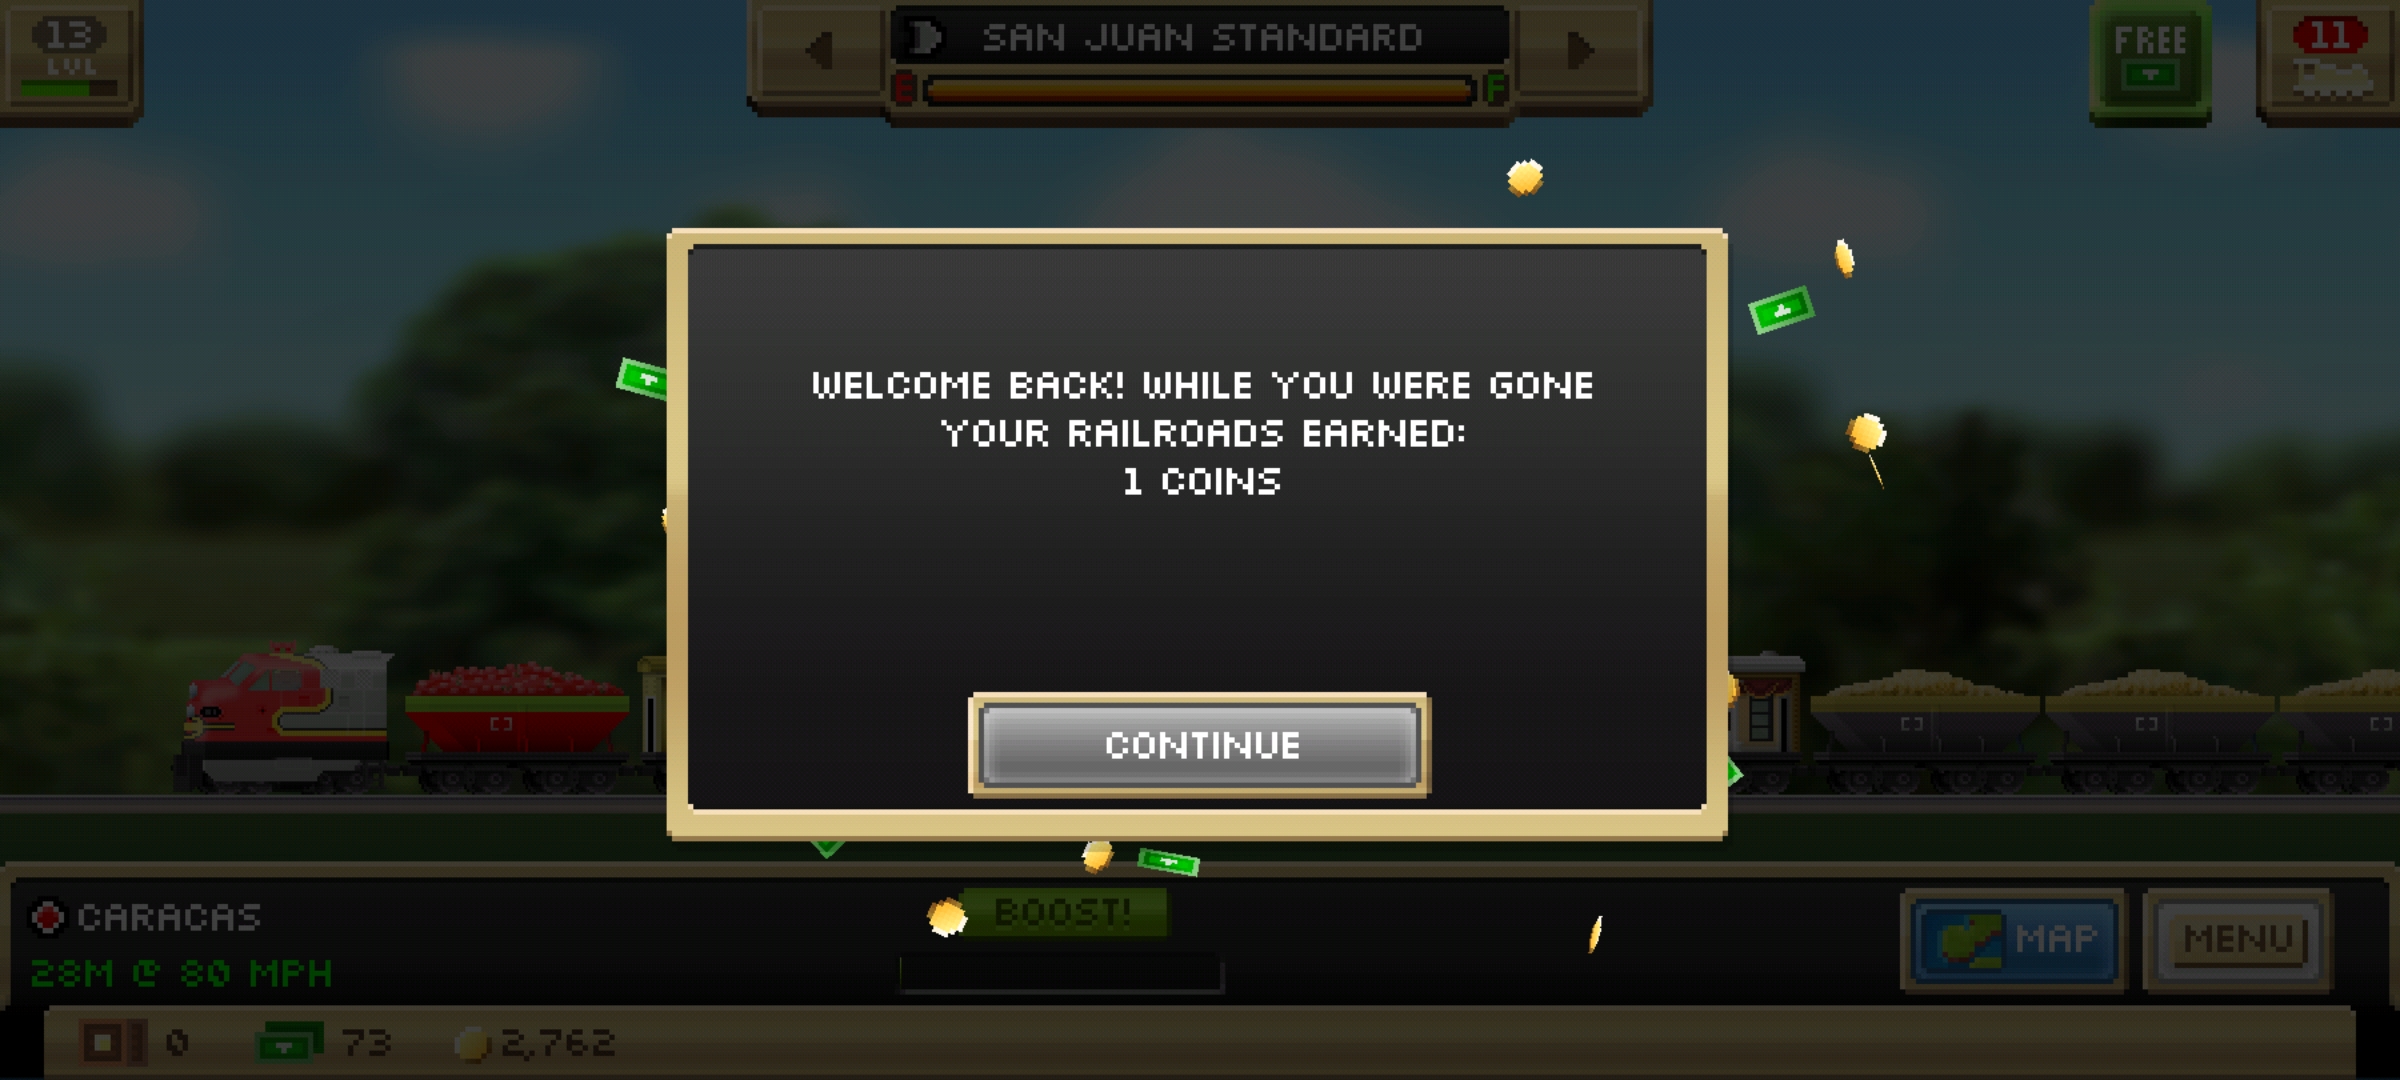 13
LVL
SAN JUAN STANDARD
E F
FREE
11
WELCOME BACK! WHILE YOU WERE GONE
YOUR RAILROADS EARNED:
1 COINS
CONTINUE
CARACAS
28M @ 80 MPH
BOOST!
MAP
MENU
0 73 2,762